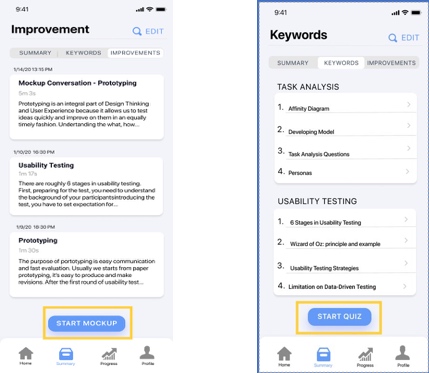 9:41
Improvement
EDIT
SUMMARY
KEYWORDS
IMPROVEMENTS
1/14/20 13:13 PM
Mockup Conversation - Prototyping
5m 3s
Prototyping is an integral part of Design Thinking
and User Experience because it allows us to test
ideas quickly and improve on them in an equally
timely fashion. Understanding the what, how...
1/10/20 16:00 PM
Usability Testing
1m 17s
There are roughly 6 stages in usability testing.
First, preparing for the test, you need to understand
the background of your participantsintroducing the
test, you have to set expectation for...
1/9/20 18:30 PM
Prototyping
1m 30s
The purpose of portotyping is easy communication
and fast evaluation. Usually we starts from paper
prototyping, it's easy to produce and make
revisions. After the first round of usability test...
START MOCKUP
Home
Summary
Progress
Profile
9:41
Keywords
EDIT
SUMMARY
KEYWORDS
IMPROVEMENTS
TASK ANALYSIS
1. Affinity Diagram
2. Developing Model
3. Task Analysis Questions
4. Personas
USABILITY TESTING
1. 6 Stages in Usability Testing
2. Wizard of Oz: principle and example
3. Usability Testing Strategies
4. Limitation on Data-Driven Testing
START QUIZ
Home
Summary
Progress
Profile